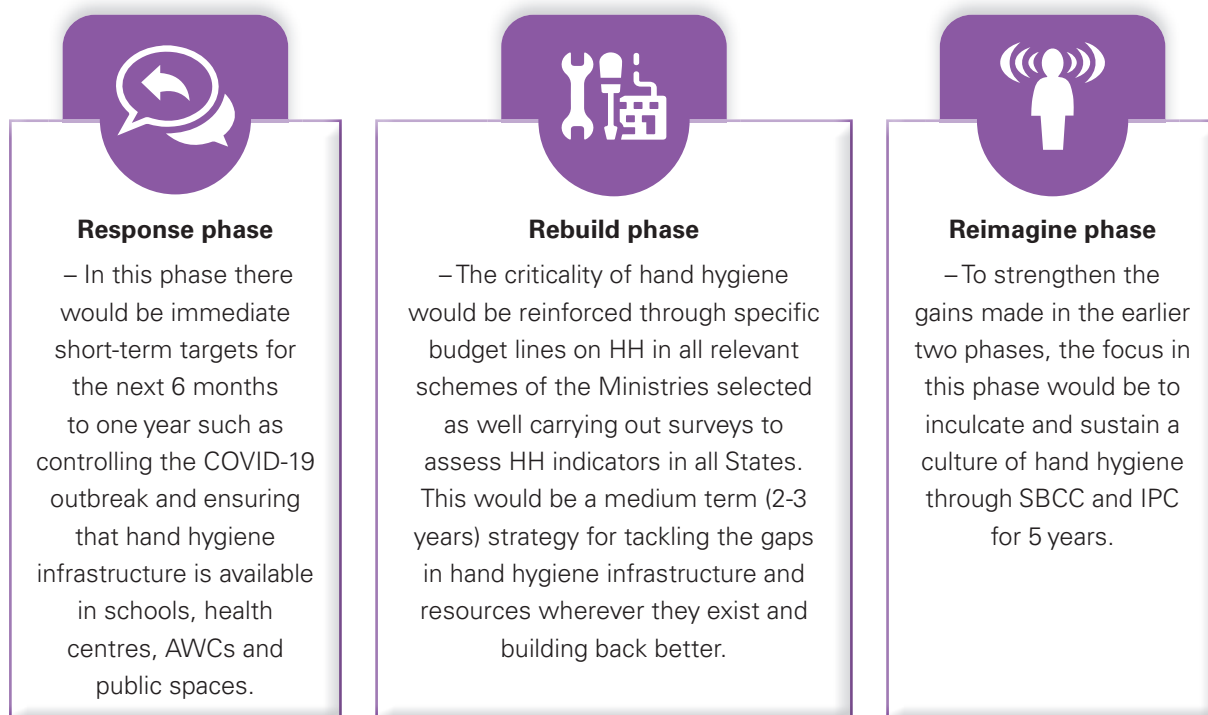 Response phase
– In this phase there
would be immediate
short-term targets for
the next 6 months
to one year such as
controlling the COVID-19
outbreak and ensuring
that hand hygiene
infrastructure is available
in schools, health
centres, AWCs and
public spaces.
Rebuild phase
– The criticality of hand hygiene
would be reinforced through specific
budget lines on HH in all relevant
schemes of the Ministries selected
as well carrying out surveys to
assess HH indicators in all States.
This would be a medium term (2-3
years) strategy for tackling the gaps
in hand hygiene infrastructure and
resources wherever they exist and
building back better.
Reimagine phase
– To strengthen the
gains made in the earlier
two phases, the focus in
this phase would be to
inculcate and sustain a
culture of hand hygiene
through SBCC and IPC
for 5 years.